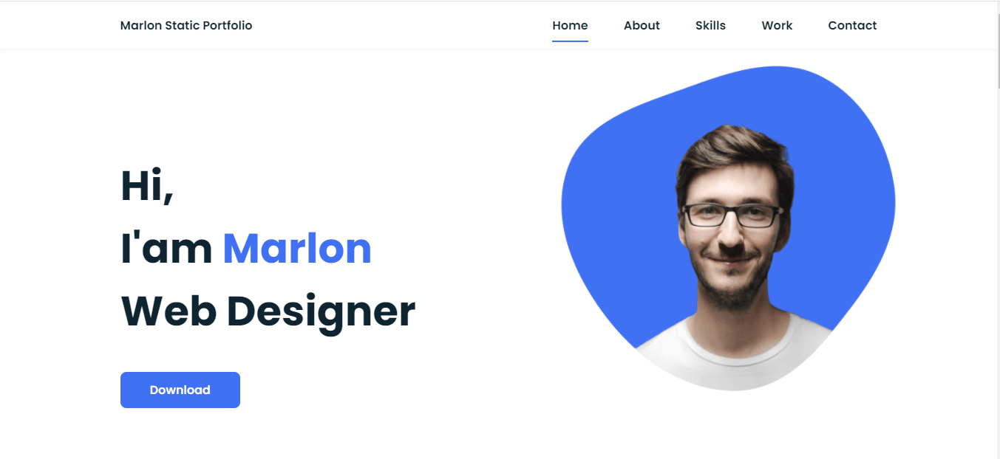 Marlon Static Portfolio
Home About Skills Work Contact
Hi,
I'am Marlon
Web Designer
Download